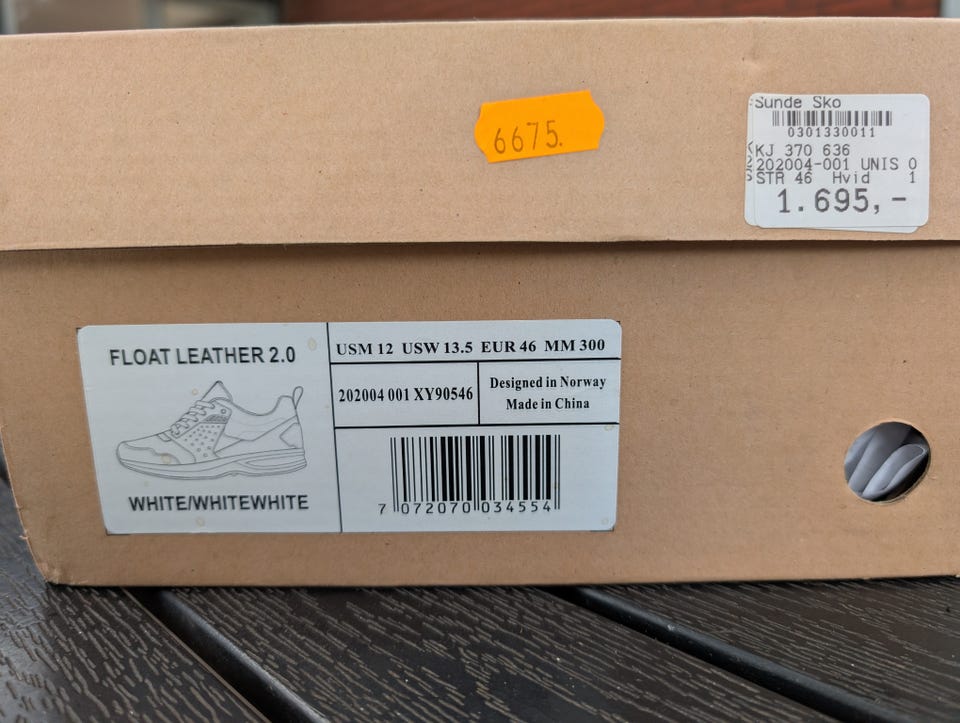 6675.
Sunde Sko
0301330011
KJ 370 636
202004-001 UNIS 0
STR 46 Hvid 1
1.695,-
FLOAT LEATHER 2.0
WHITE/WHITEWHITE
USM 12 USW 13.5 EUR 46 MM 300
202004 001 XY90546
Designed in Norway
Made in China
7 072070 034554